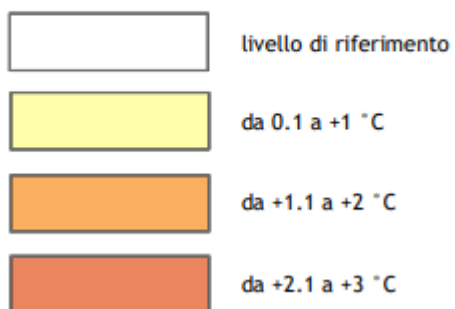 livello di riferimento
da 0.1 a +1 °C
da +1.1 a +2 °C
da +2.1 a +3 °C